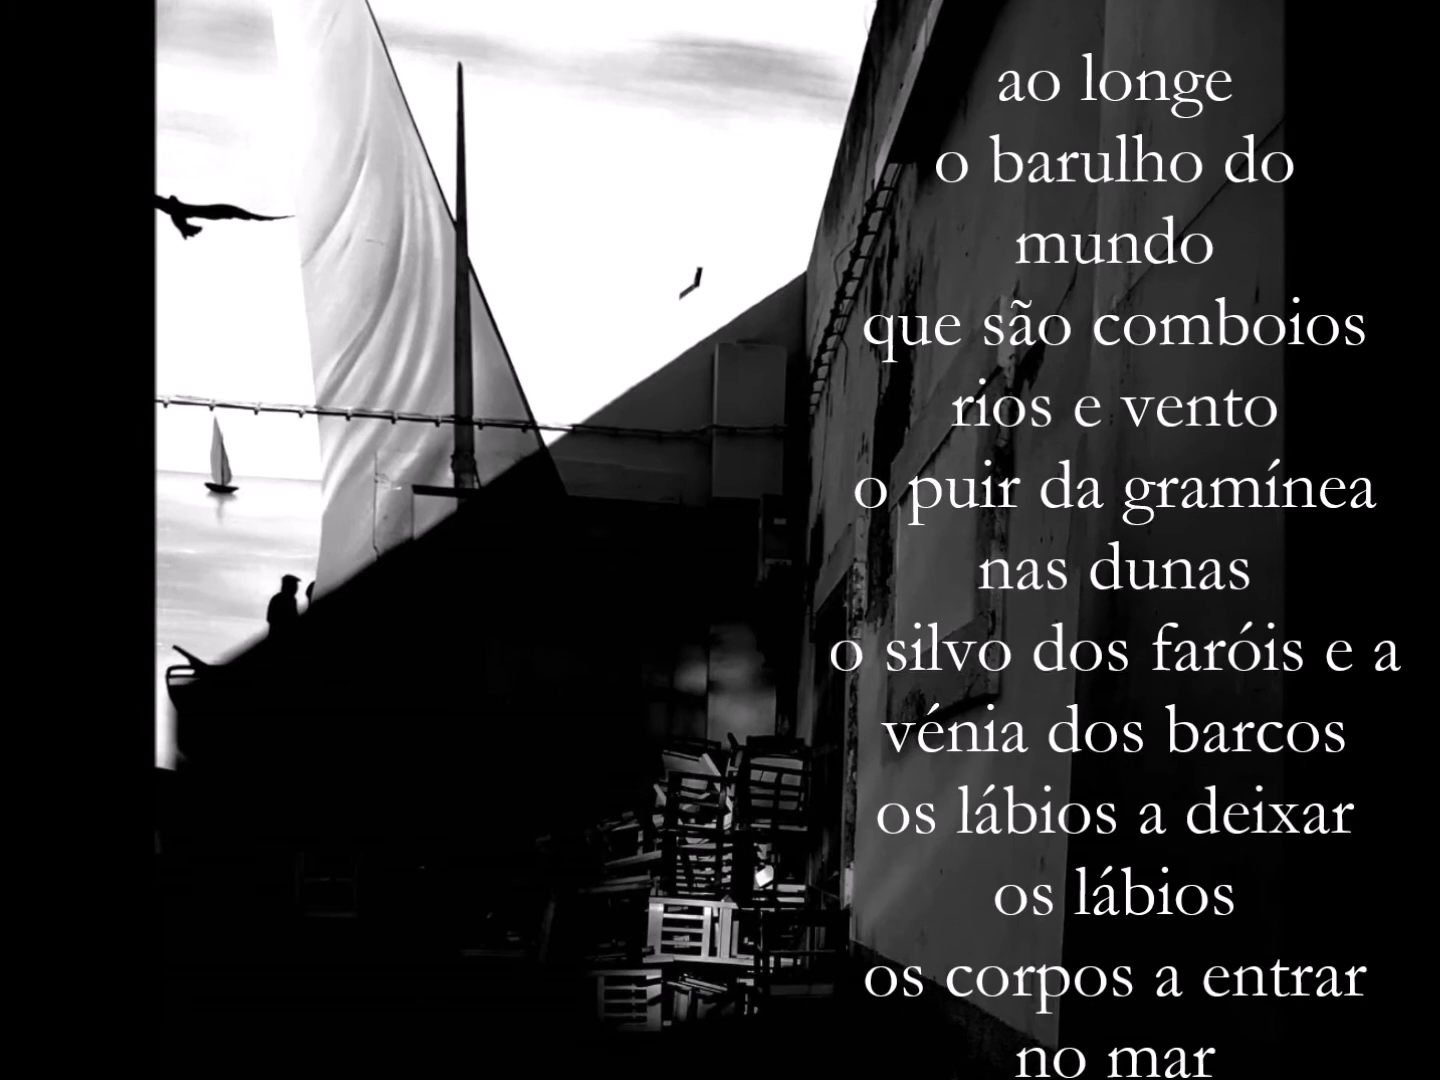 ao longe
o barulho do
mundo
que são comboios
rios e vento
o puir da gramínea
nas dunas
o silvo dos faróis e a
vénia dos barcos
os lábios a deixar
os lábios
os corpos a entrar
no mar